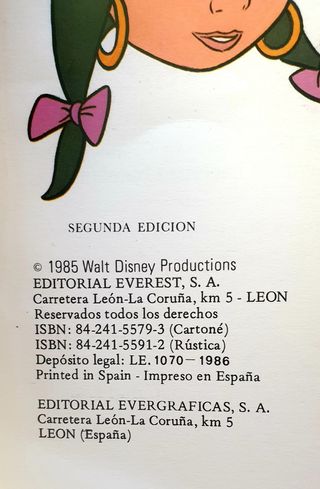 SEGUNDA EDICION
© 1985 Walt Disney Productions
EDITORIAL EVEREST, S. A.
Carretera León-La Coruña, km 5 - LEON
Reservados todos los derechos
ISBN: 84-241-5579-3 (Cartoné)
ISBN: 84-241-5591-2 (Rústica)
Depósito legal: LE. 1070-1986
Printed in Spain - Impreso en España
EDITORIAL EVERGRAFICAS, S. A.
Carretera León-La Coruña, km 5
LEON (España)